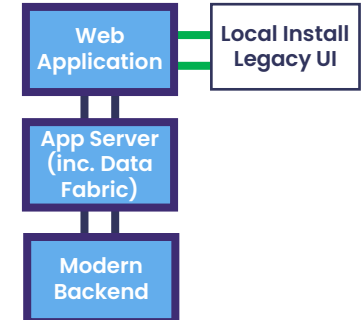 Web
Application
Local Install
Legacy UI
App Server
(inc. Data
Fabric)
Modern
Backend